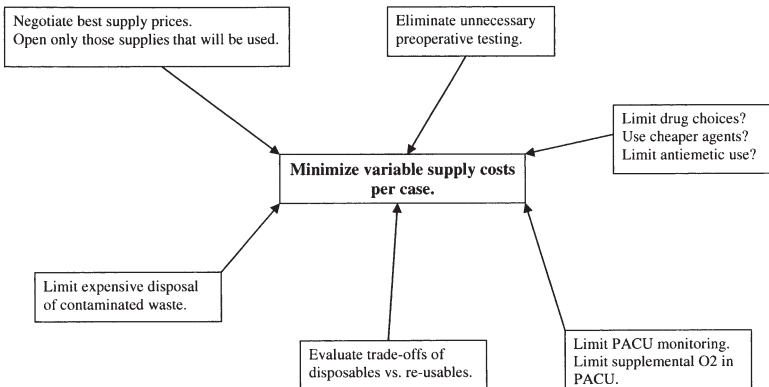 Negotiate best supply prices.
Open only those supplies that will be used.
Eliminate unnecessary
preoperative testing.
Limit drug choices?
Use cheaper agents?
Limit antiemetic use?
Minimize variable supply costs
per case.
Limit expensive disposal
of contaminated waste.
Evaluate trade-offs of
disposables vs. re-usables.
Limit PACU monitoring.
Limit supplemental O2 in
PACU.